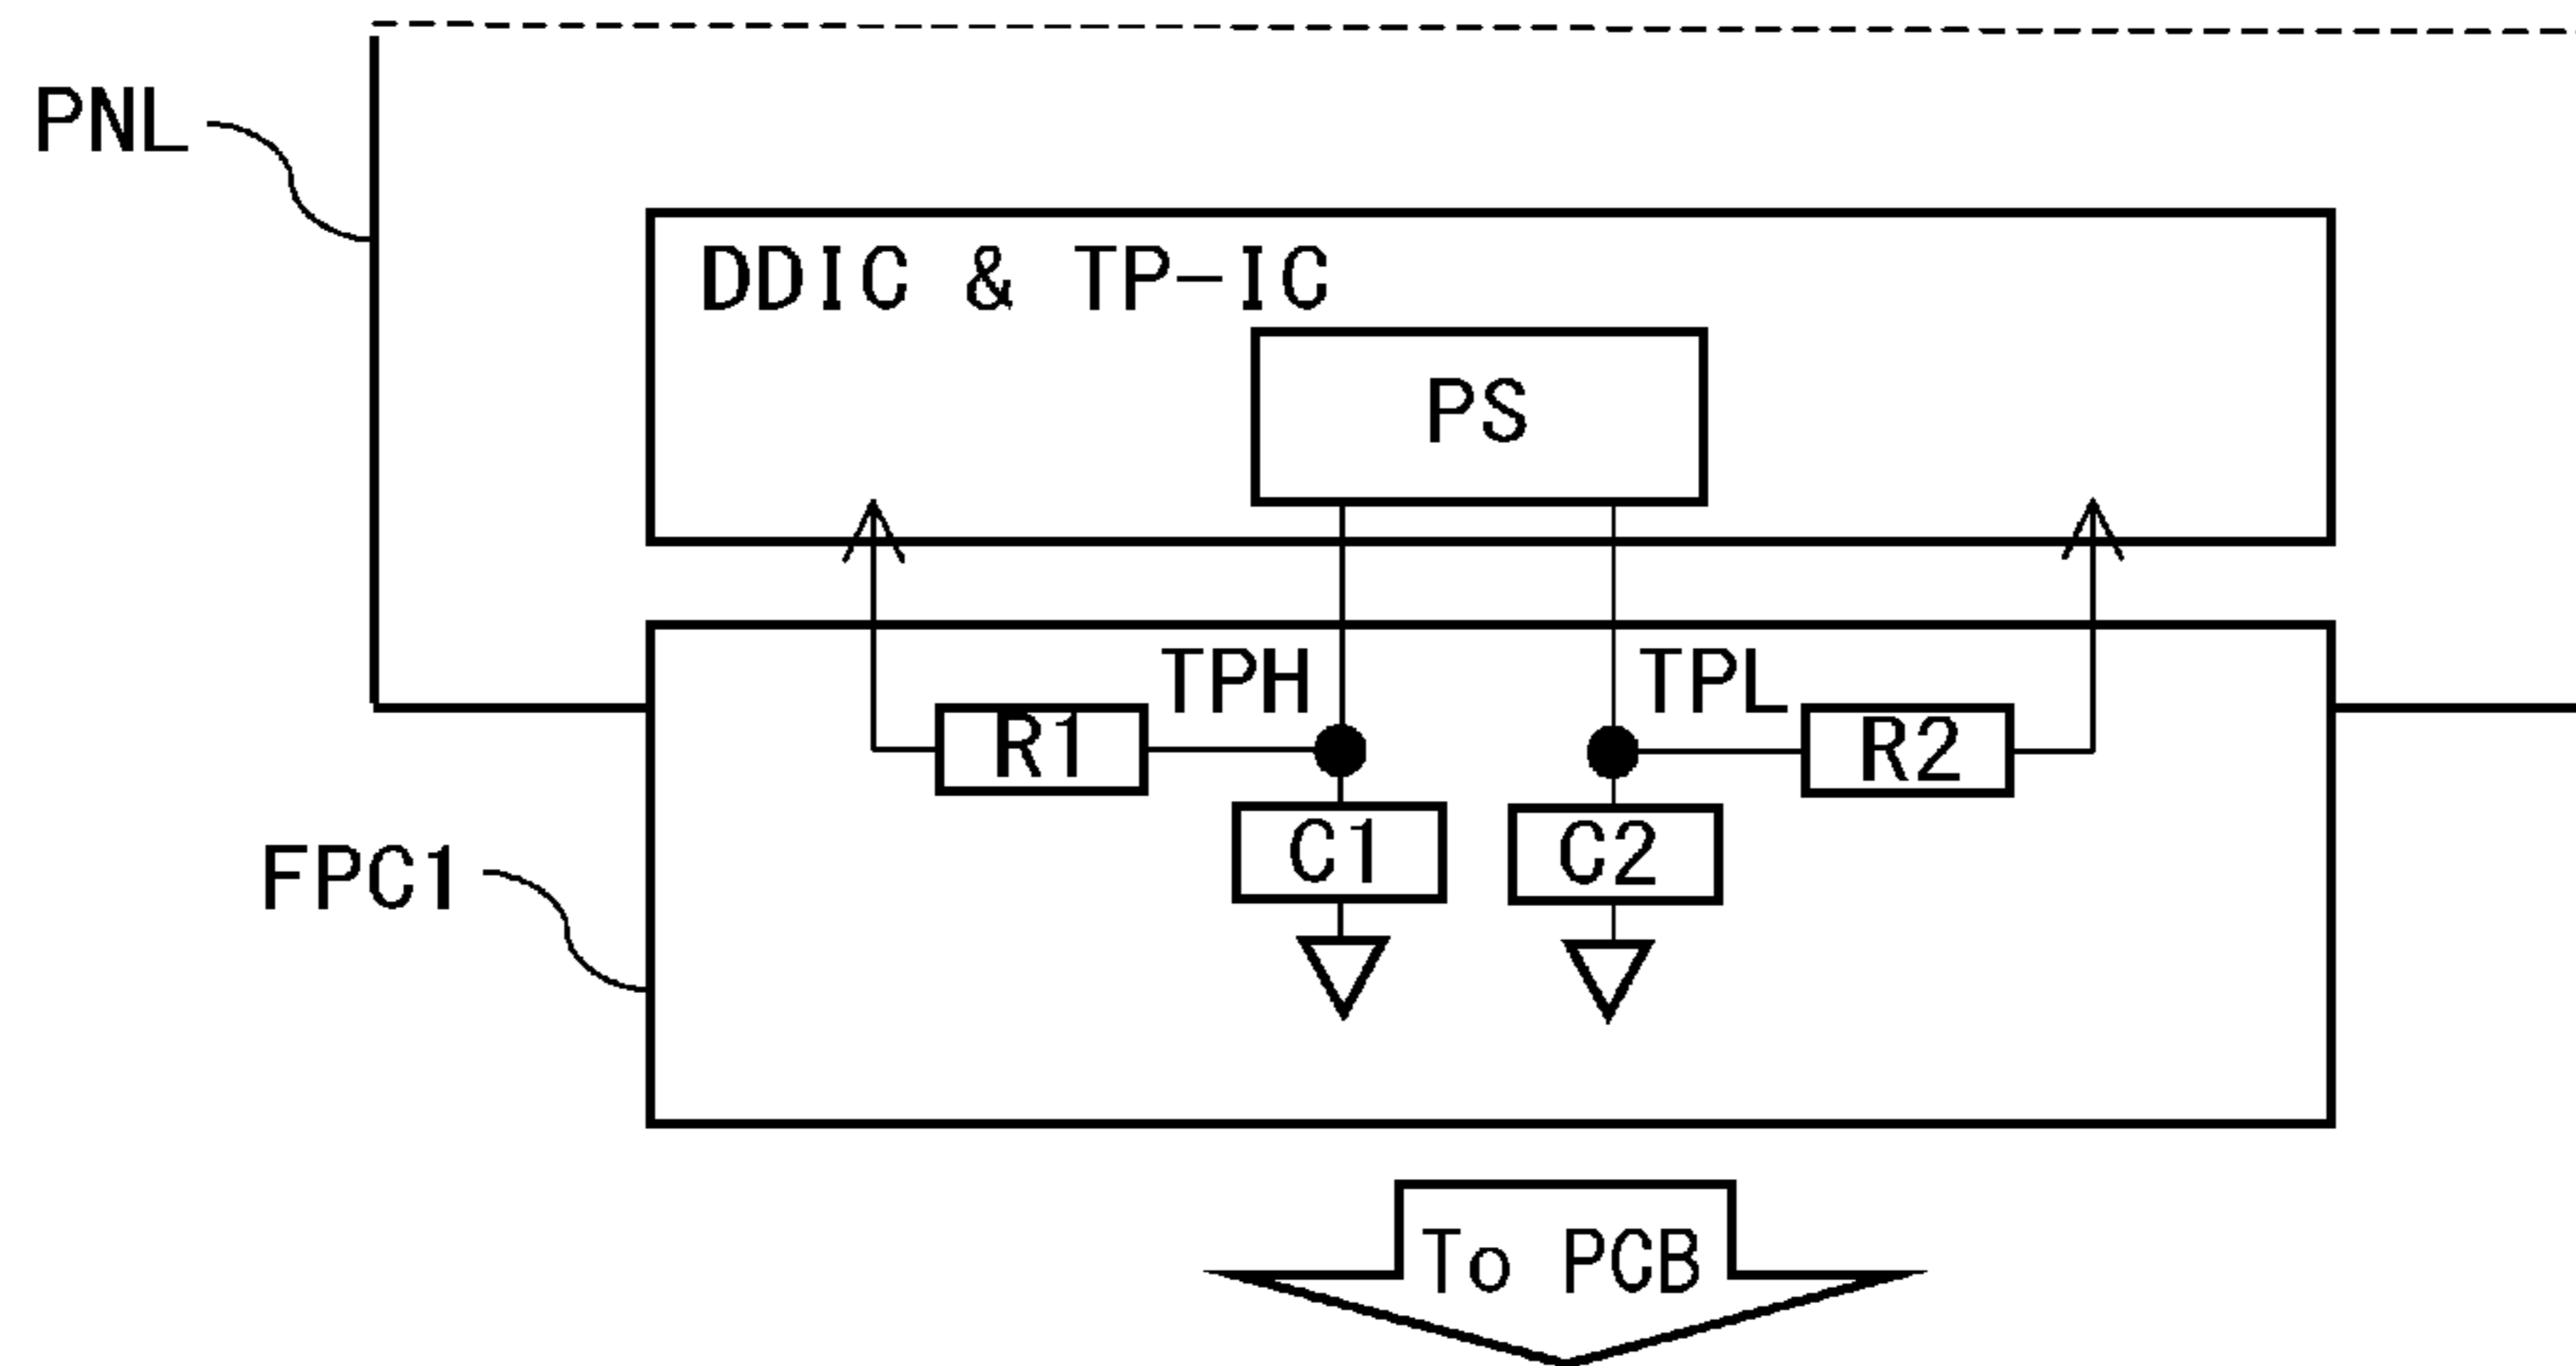 PNL
DDIC & TP-IC
PS
TPH
TPL
R1
R2
C1
C2
FPC1
To PCB